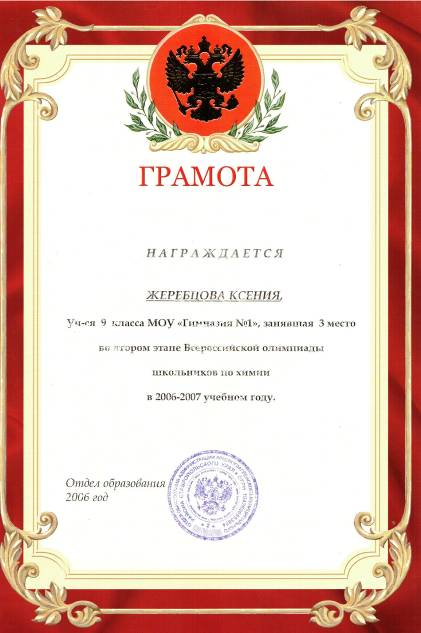 ГРАМОТА
НАГРАЖДАЕТСЯ
ЖЕРЕБЦОВА КСЕНИЯ,
Уч-ся 9 класса МОУ «Гимназия №1», занявшая 3 место
во втором этапе Всероссийской олимпиады
школьников по химии
в 2006-2007 учебном году.
Отдел образования
2006 год